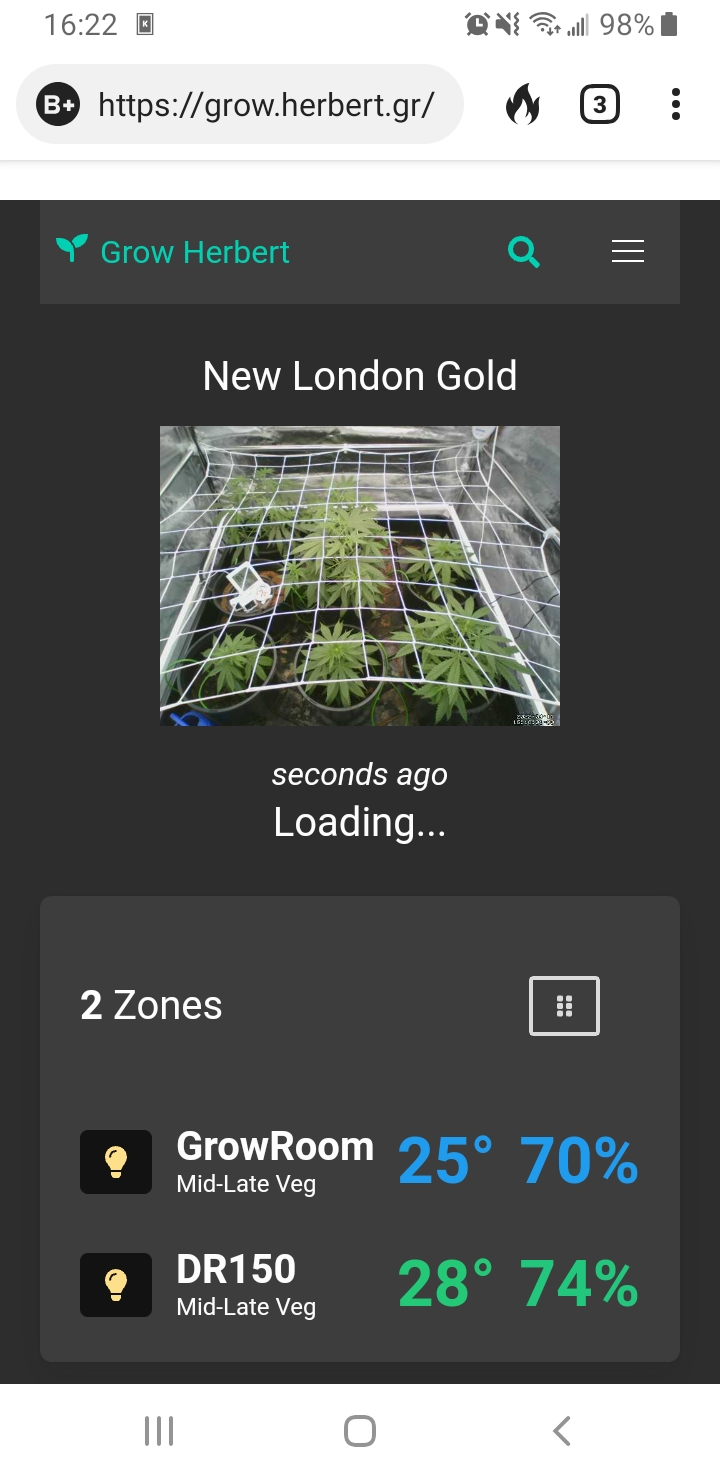 16:22
K
98%
B+ https://grow.herbert.gr/
3
Grow Herbert
New London Gold
seconds ago
Loading...
2 Zones
GrowRoom 25° 70%
Mid-Late Veg
DR150 28° 74%
Mid-Late Veg